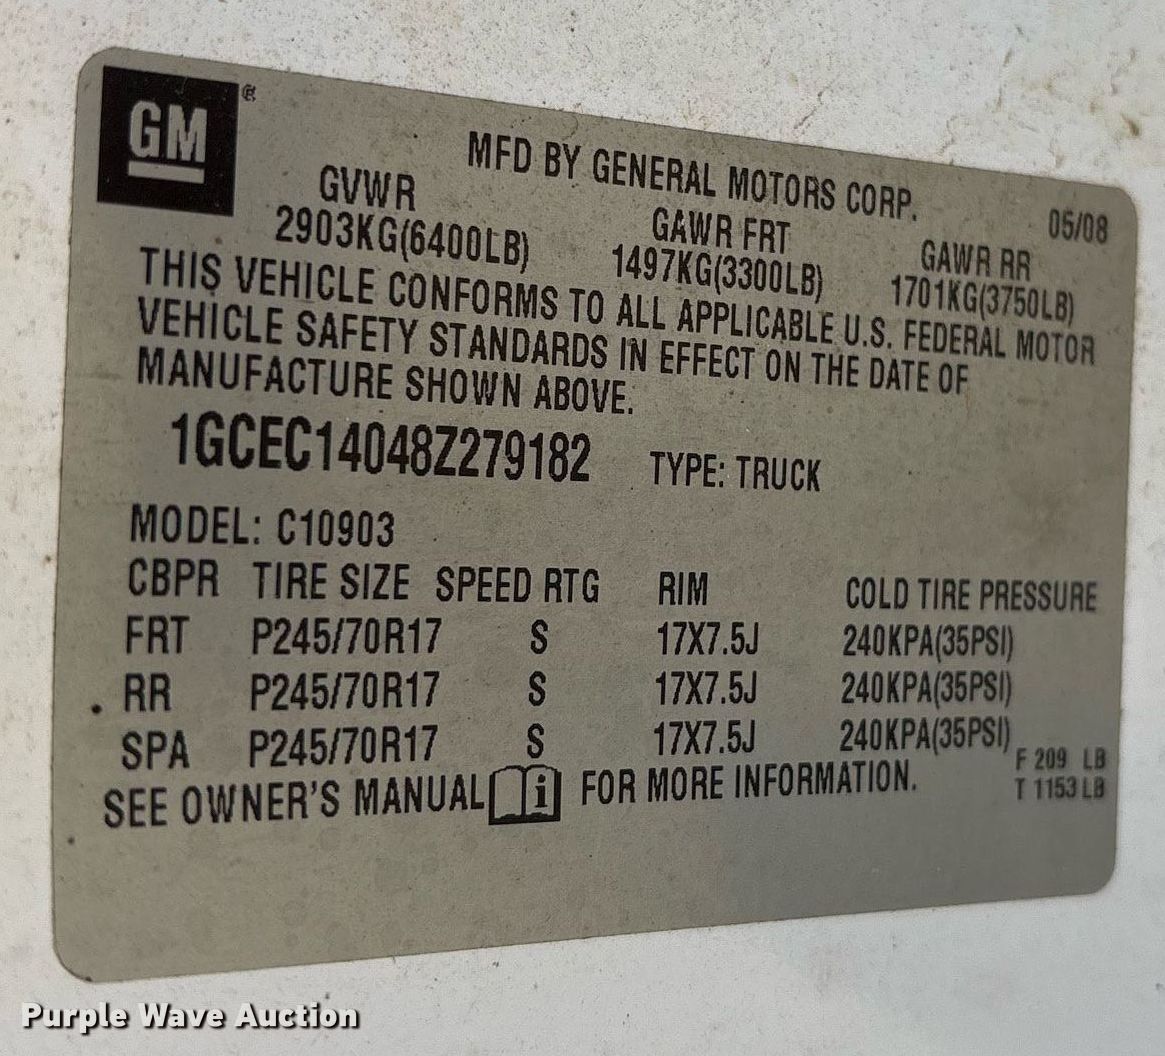 GM
MFD BY GENERAL MOTORS CORP.
05/08
GVWR GAWR FRT GAWR RR
2903KG(6400LB) 1497KG(3300LB) 1701KG(3750LB)
THIS VEHICLE CONFORMS TO ALL APPLICABLE U.S. FEDERAL MOTOR
VEHICLE SAFETY STANDARDS IN EFFECT ON THE DATE OF
MANUFACTURE SHOWN ABOVE.
1GCEC14048Z279182 TYPE: TRUCK
MODEL: C10903
CBPR TIRE SIZE SPEED RTG RIM COLD TIRE PRESSURE
FRT P245/70R17 S 17X7.5J 240KPA(35PSI)
RR P245/70R17 S 17X7.5J 240KPA(35PSI)
SPA P245/70R17 S 17X7.5J 240KPA(35PSI)
F 209 LB
T 1153 LB
SEE OWNER'S MANUAL i FOR MORE INFORMATION.
Purple Wave Auction